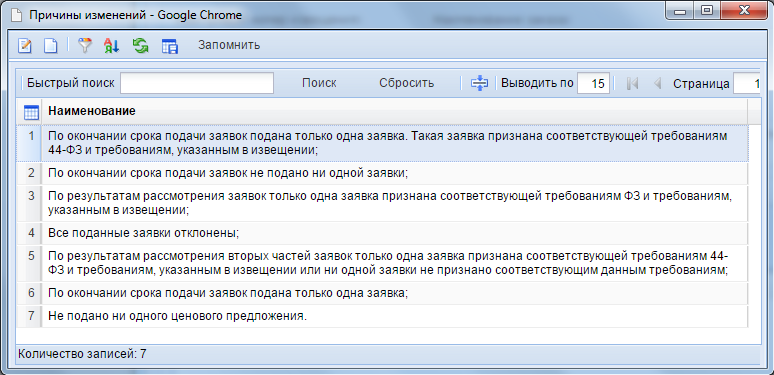 Причины изменений - Google Chrome
Запомнить
Быстрый поиск Поиск Сбросить Выводить по 15 Страница 1
Наименование
1 По окончании срока подачи заявок подана только одна заявка. Такая заявка признана соответствующей требованиям
44-ФЗ и требованиям, указанным в извещении;
2 По окончании срока подачи заявок не подано ни одной заявки;
3 По результатам рассмотрения заявок только одна заявка признана соответствующей требованиям ФЗ и требованиям,
указанным в извещении;
4 Все поданные заявки отклонены;
5 По результатам рассмотрения вторых частей заявок только одна заявка признана соответствующей требованиям 44-
ФЗ и требованиям, указанным в извещении или ни одной заявки не признано соответствующим данным требованиям;
6 По окончании срока подачи заявок подана только одна заявка;
7 Не подано ни одного ценового предложения.
Количество записей: 7